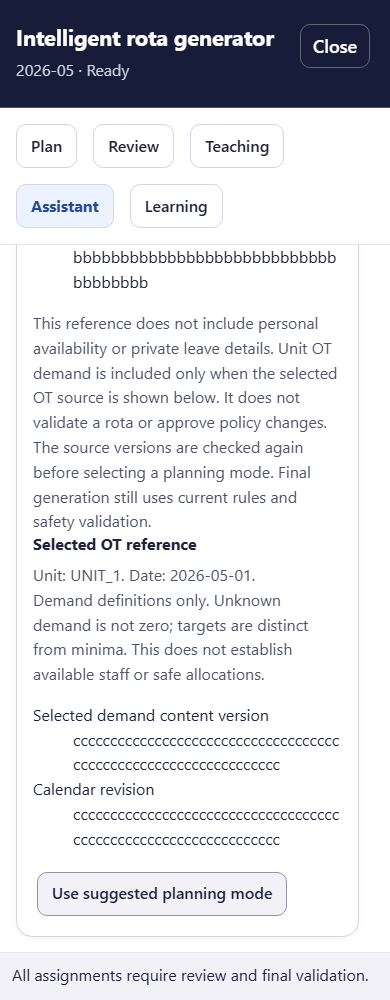 Intelligent rota generator
Close
2026-05 · Ready
Plan
Review
Teaching
Assistant
Learning
bbbbbbbbbbbbbbbbbbbbbbbbbbbb
bbbbbbbb
This reference does not include personal
availability or private leave details. Unit OT
demand is included only when the selected
OT source is shown below. It does not
validate a rota or approve policy changes.
The source versions are checked again
before selecting a planning mode. Final
generation still uses current rules and
safety validation.
Selected OT reference
Unit: UNIT_1. Date: 2026-05-01.
Demand definitions only. Unknown
demand is not zero; targets are distinct
from minima. This does not establish
available staff or safe allocations.
Selected demand content version
cccccccccccccccccccccccccccccccccccc
cccccccccccccccccccccccccccc
Calendar revision
cccccccccccccccccccccccccccccccccccc
cccccccccccccccccccccccccccc
Use suggested planning mode
All assignments require review and final validation.